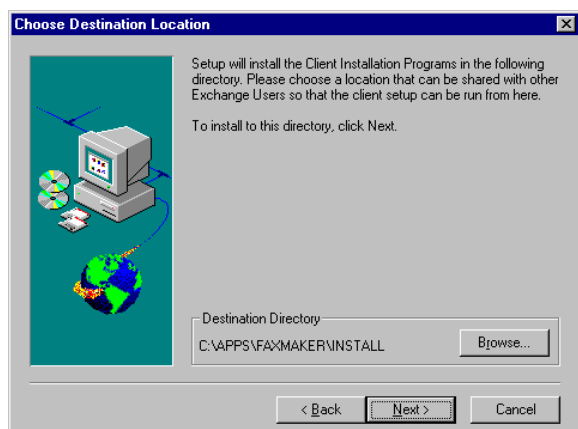 Choose Destination Location
Setup will install the Client Installation Programs in the following
directory. Please choose a location that can be shared with other
Exchange Users so that the client setup can be run from here.
To install to this directory, click Next.
Destination Directory
C:\APPS\FAXMAKER\INSTALL
Browse...
< Back
Next >
Cancel